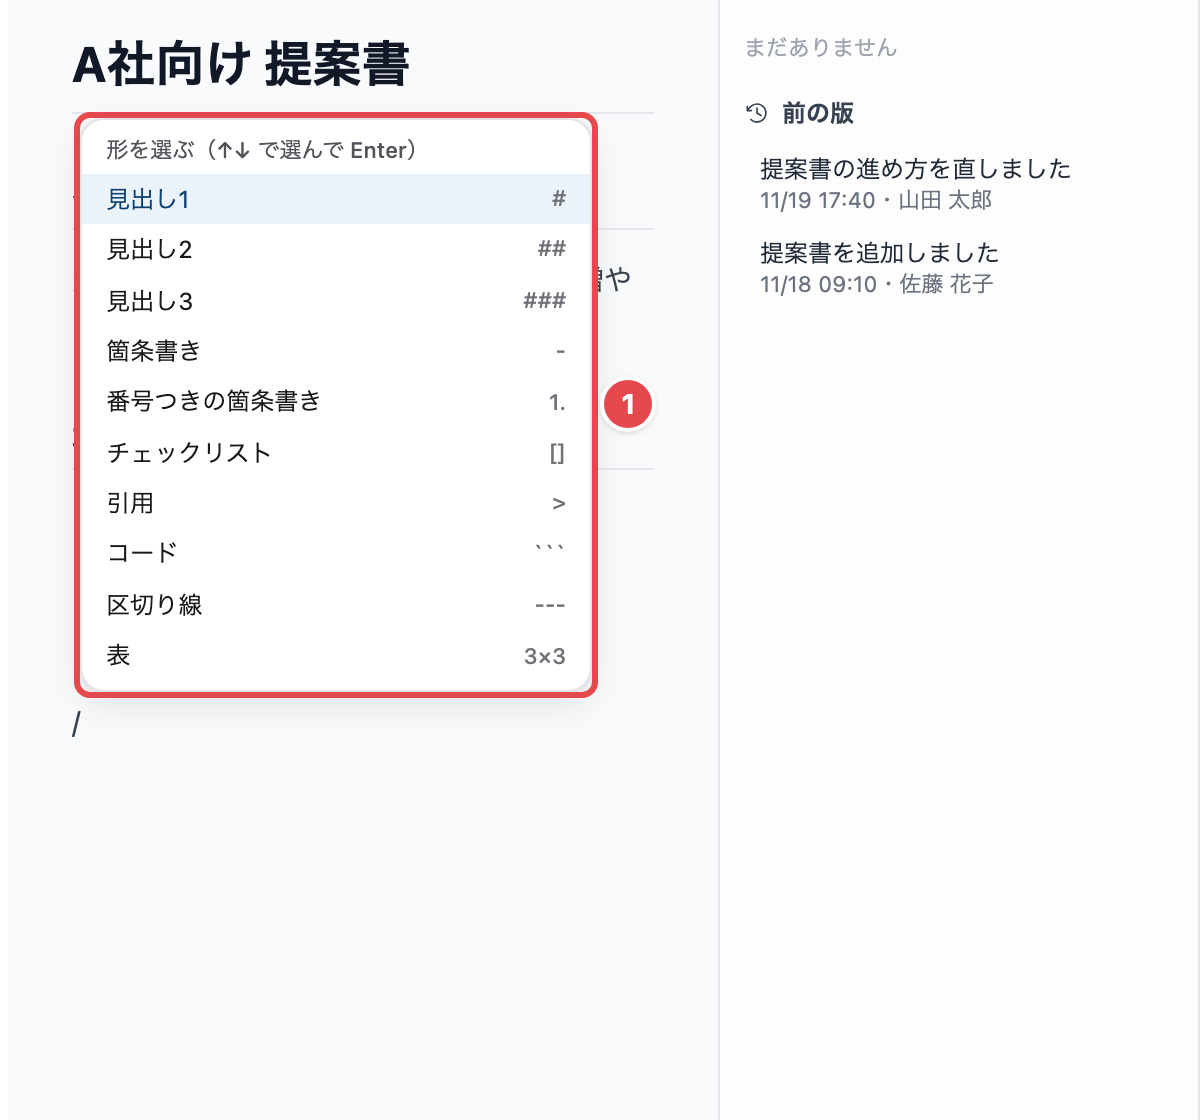 A社向け 提案書
形を選ぶ（↑↓ で選んで Enter）
見出し1 #
見出し2 ##
見出し3 ###
箇条書き -
番号つきの箇条書き 1.
チェックリスト []
引用 >
コード ```
区切り線 ---
表 3×3
や
1
/
まだありません
前の版
提案書の進め方を直しました
11/19 17:40・山田 太郎
提案書を追加しました
11/18 09:10・佐藤 花子